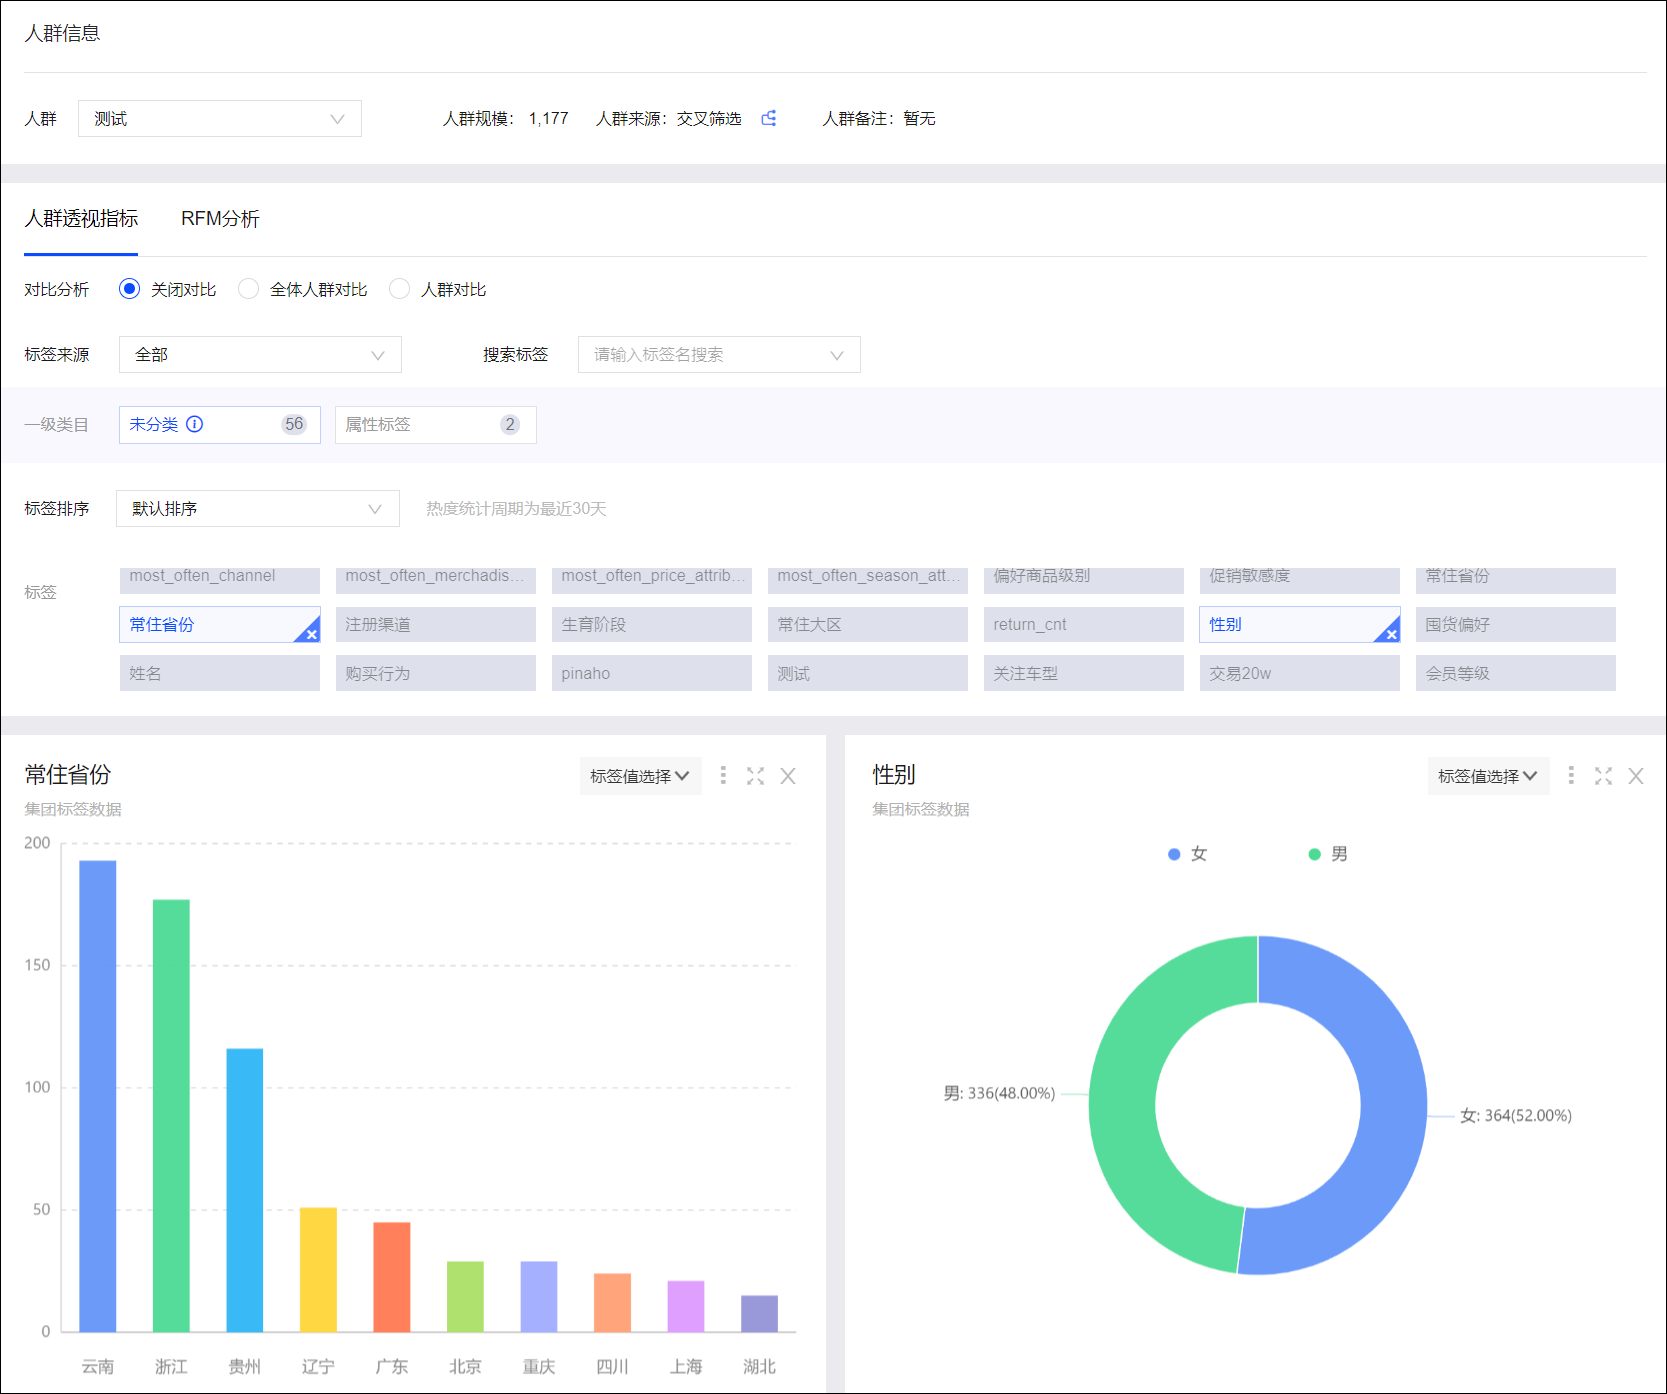 人群信息
人群 测试 人群规模： 1,177 人群来源：交叉筛选 人群备注：暂无
人群透视指标 RFM分析
对比分析 关闭对比 全体人群对比 人群对比
标签来源 全部 搜索标签 请输入标签名搜索
一级类目 未分类 56 属性标签 2
标签排序 默认排序 热度统计周期为最近30天
标签 most_often_channel most_often_merchadis... most_often_price_attrib... most_often_season_att... 偏好商品级别 促销敏感度 常住省份
常住省份 注册渠道 生育阶段 常住大区 return_cnt 性别 囤货偏好
姓名 购买行为 pinaho 测试 关注车型 交易20w 会员等级
常住省份 标签值选择
集团标签数据
200
150
100
50
0
云南 浙江 贵州 辽宁 广东 北京 重庆 四川 上海 湖北
性别 标签值选择
集团标签数据
女 男
男: 336(48.00%)
女: 364(52.00%)